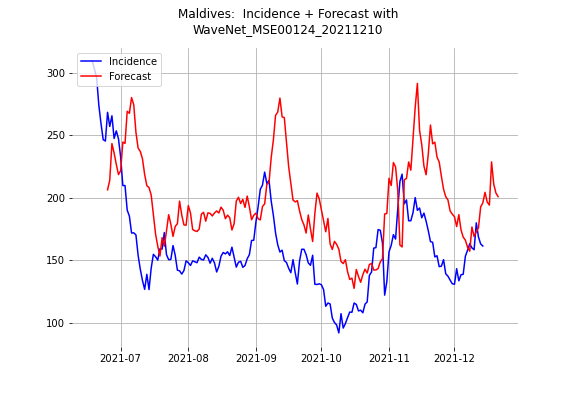 Maldives:  Incidence + Forecast with
WaveNet_MSE00124_20211210
Incidence
Forecast
300
250
200
150
100
2021-07
2021-08
2021-09
2021-10
2021-11
2021-12